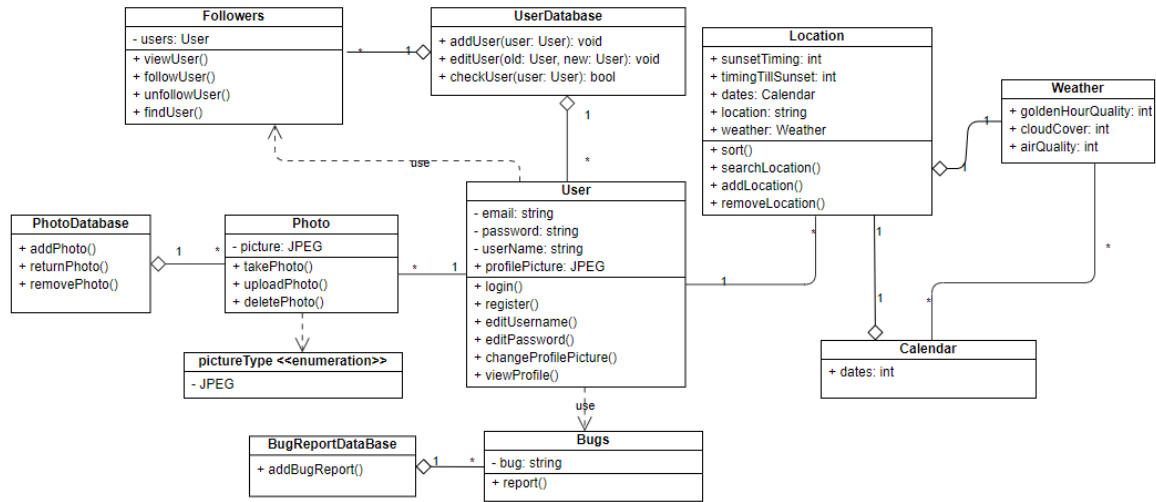 Followers
- users: User
+ viewUser()
+ followUser()
+ unfollowUser()
+ findUser()
*
1
UserDatabase
+ addUser(user: User): void
+ editUser(old: User, new: User): void
+ checkUser(user: User): bool
1
*
use
Location
+ sunsetTiming: int
+ timingTillSunset: int
+ dates: Calendar
+ location: string
+ weather: Weather
+ sort()
+ searchLocation()
+ addLocation()
+ removeLocation()
1
1
Weather
+ goldenHourQuality: int
+ cloudCover: int
+ airQuality: int
PhotoDatabase
+ addPhoto()
+ returnPhoto()
+ removePhoto()
1
*
Photo
- picture: JPEG
+ takePhoto()
+ uploadPhoto()
+ deletePhoto()
*
1
User
- email: string
- password: string
- userName: string
+ profilePicture: JPEG
+ login()
+ register()
+ editUsername()
+ editPassword()
+ changeProfilePicture()
+ viewProfile()
1
*
1
1
*
*
pictureType <<enumeration>>
- JPEG
Calendar
+ dates: int
use
BugReportDataBase
+ addBugReport()
1
*
Bugs
- bug: string
+ report()